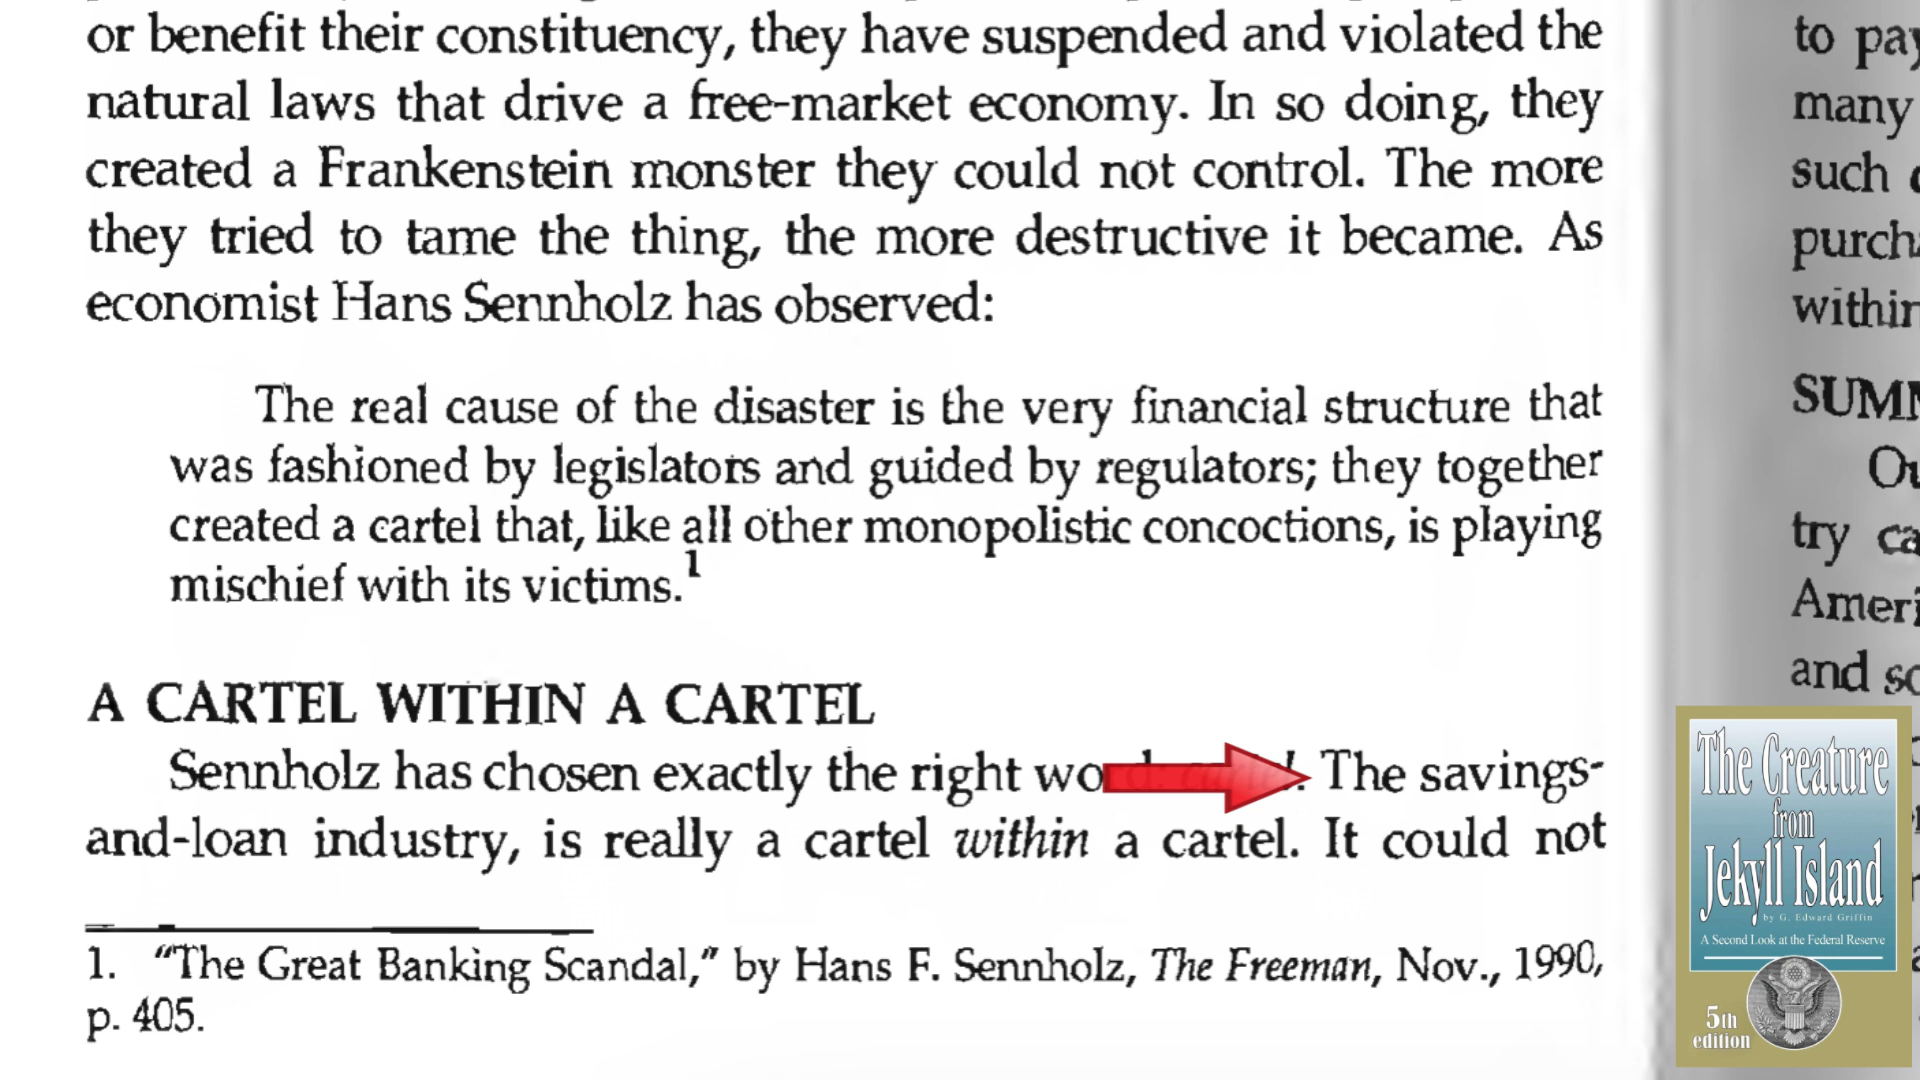 or benefit their constituency, they have suspended and violated the
natural laws that drive a free-market economy. In so doing, they
created a Frankenstein monster they could not control. The more
they tried to tame the thing, the more destructive it became. As
economist Hans Sennholz has observed:
The real cause of the disaster is the very financial structure that
was fashioned by legislators and guided by regulators; they together
created a cartel that, like all other monopolistic concoctions, is playing
mischief with its victims.1
A CARTEL WITHIN A CARTEL
Sennholz has chosen exactly the right The savings-
and-loan industry, is really a cartel within a cartel. It could not
1. “The Great Banking Scandal,” by Hans F. Sennholz, The Freeman, Nov., 1990,
p. 405.
to pay
many
such
within
try
and
The Creature
from
Jekyll Island
by G. Edward Griffin
A Second Look at the Federal Reserve
5th
edition